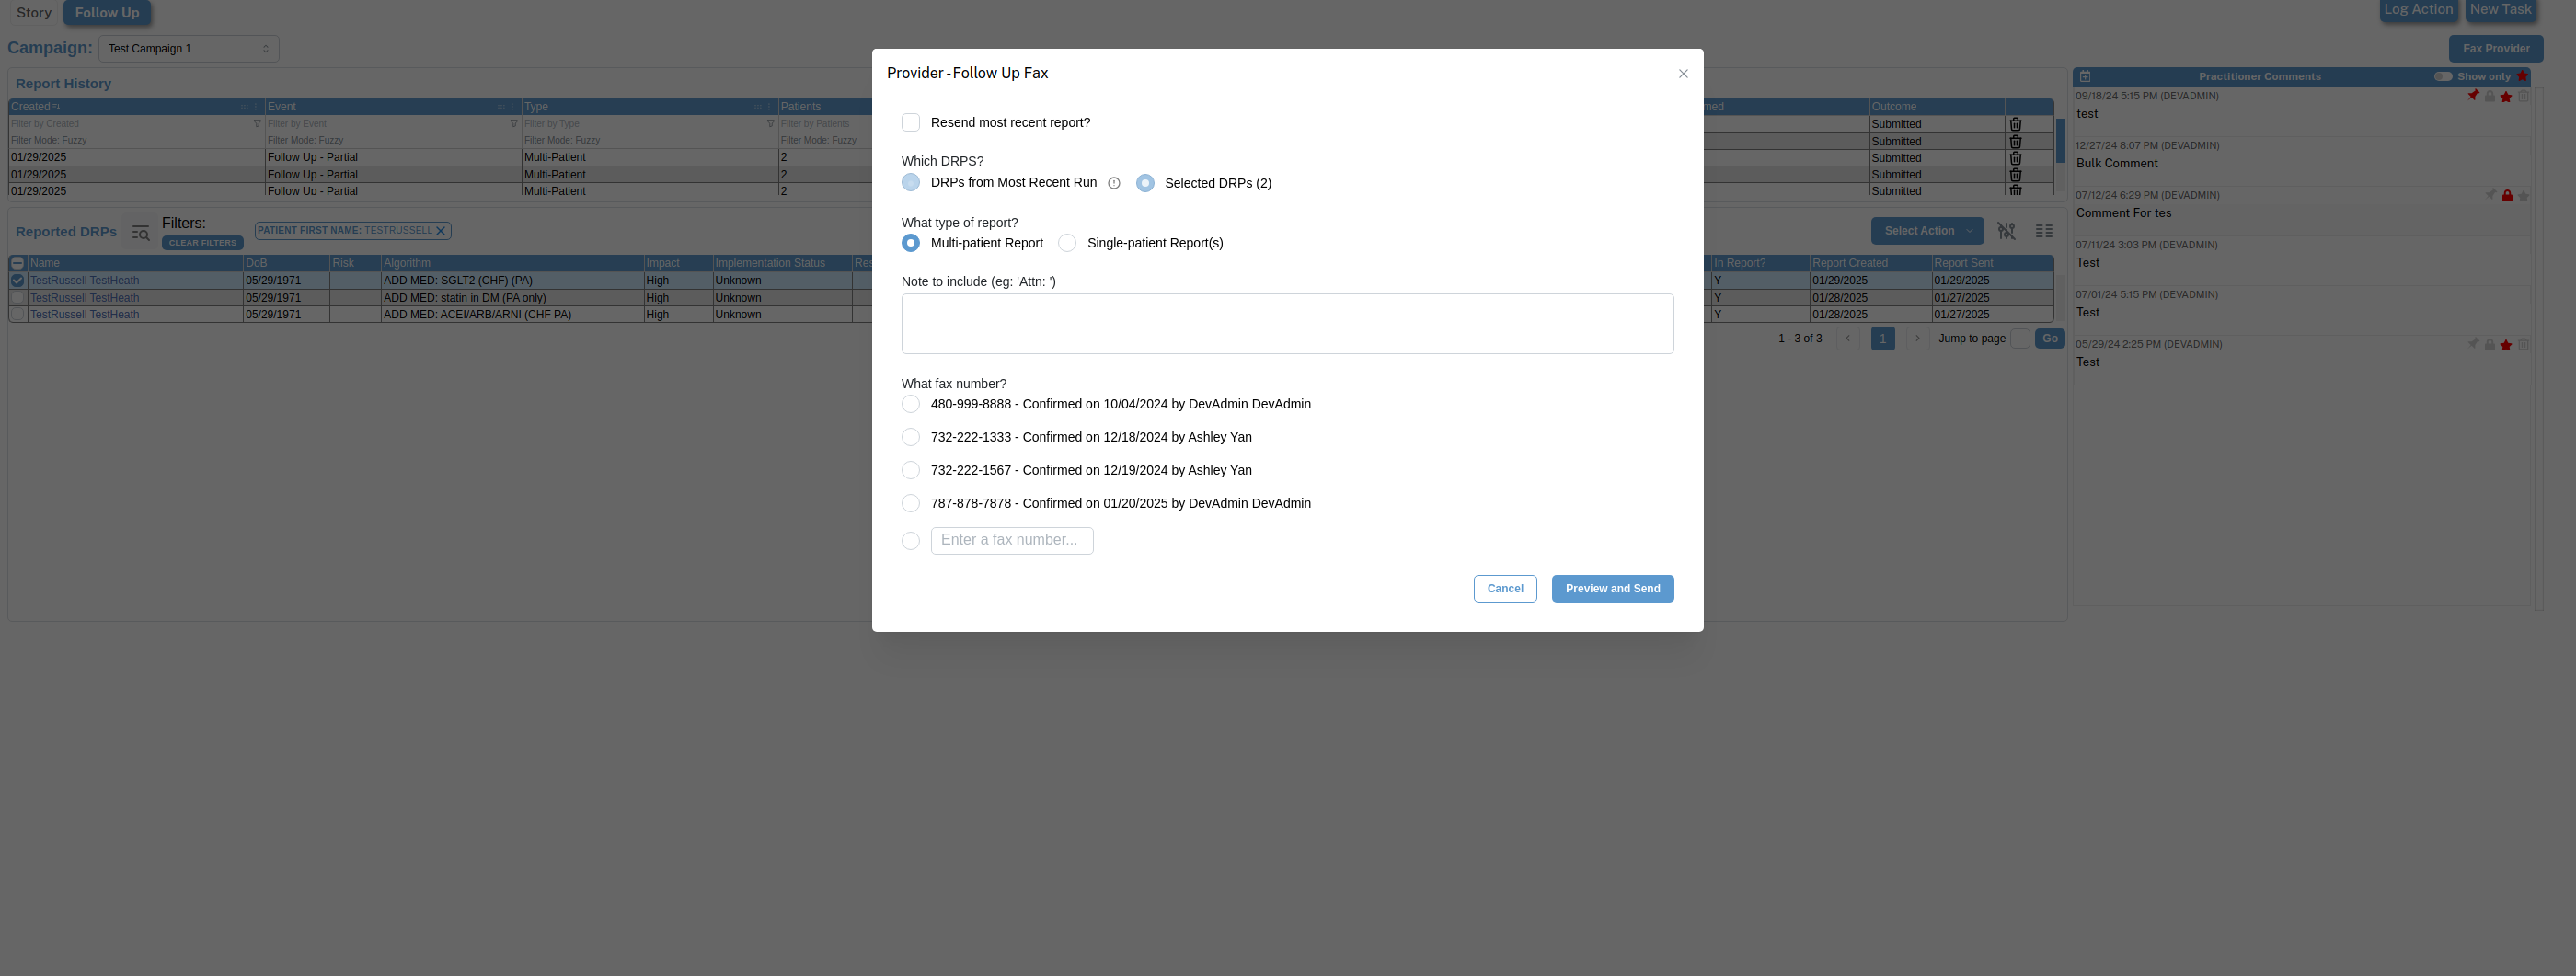 Story Follow Up Log Action New Task
Campaign: Test Campaign 1 Fax Provider
Report History
Created Event Type Patients med Outcome
Filter by Created Filter by Event Filter by Type Filter by Patients Submitted
Filter Mode: Fuzzy Filter Mode: Fuzzy Filter Mode: Fuzzy Filter Mode: Fuzzy Submitted
01/29/2025 Follow Up - Partial Multi-Patient 2 Submitted
01/29/2025 Follow Up - Partial Multi-Patient 2 Submitted
01/29/2025 Follow Up - Partial Multi-Patient 2 Submitted
Reported DRPs Filters: CLEAR FILTERS PATIENT FIRST NAME: TESTRUSSELL Select Action
Name DoB Risk Algorithm Impact Implementation Status Res In Report? Report Created Report Sent
TestRussell TestHeath 05/29/1971 ADD MED: SGLT2 (CHF) (PA) High Unknown Y 01/29/2025 01/29/2025
TestRussell TestHeath 05/29/1971 ADD MED: statin in DM (PA only) High Unknown Y 01/28/2025 01/27/2025
TestRussell TestHeath 05/29/1971 ADD MED: ACEI/ARB/ARNI (CHF PA) High Unknown Y 01/28/2025 01/27/2025
1 - 3 of 3 1 Jump to page Go
Provider - Follow Up Fax
Resend most recent report?
Which DRPS?
DRPs from Most Recent Run Selected DRPs (2)
What type of report?
Multi-patient Report Single-patient Report(s)
Note to include (eg: 'Attn: ')
What fax number?
480-999-8888 - Confirmed on 10/04/2024 by DevAdmin DevAdmin
732-222-1333 - Confirmed on 12/18/2024 by Ashley Yan
732-222-1567 - Confirmed on 12/19/2024 by Ashley Yan
787-878-7878 - Confirmed on 01/20/2025 by DevAdmin DevAdmin
Enter a fax number...
Cancel Preview and Send
Practitioner Comments Show only
09/18/24 5:15 PM (DEVADMIN)
test
12/27/24 8:07 PM (DEVADMIN)
Bulk Comment
07/12/24 6:29 PM (DEVADMIN)
Comment For tes
07/11/24 3:03 PM (DEVADMIN)
Test
07/01/24 5:15 PM (DEVADMIN)
Test
05/29/24 2:25 PM (DEVADMIN)
Test